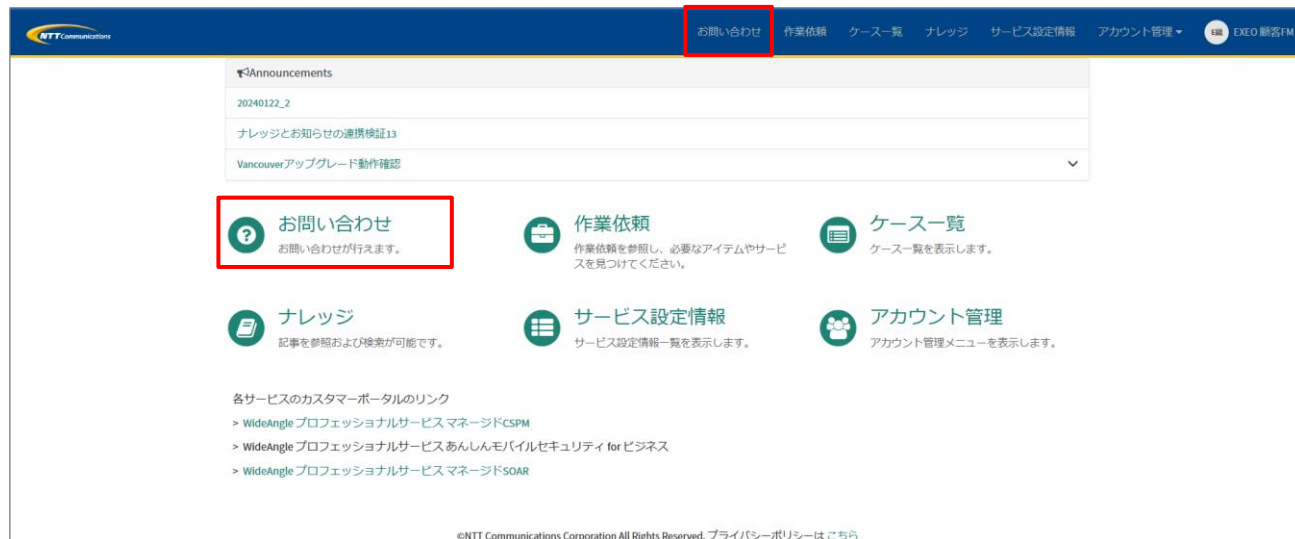 NTT Communications
お問い合わせ 作業依頼 ケース一覧 ナレッジ サービス設定情報 アカウント管理 EXEO 顧客FM
Announcements
20240122_2
ナレッジとお知らせの連携検証13
Vancouverアップグレード動作確認
お問い合わせ
お問い合わせが行えます。
作業依頼
作業依頼を参照し、必要なアイテムやサービ
スを見つけてください。
ケース一覧
ケース一覧を表示します。
ナレッジ
記事を参照および検索が可能です。
サービス設定情報
サービス設定情報一覧を表示します。
アカウント管理
アカウント管理メニューを表示します。
各サービスのカスタマーポータルのリンク
> WideAngle プロフェッショナルサービス マネージドCSPM
> WideAngle プロフェッショナルサービス あんしんモバイルセキュリティ for ビジネス
> WideAngle プロフェッショナルサービス マネージドSOAR
©NTT Communications Corporation All Rights Reserved. プライバシーポリシーは こちら